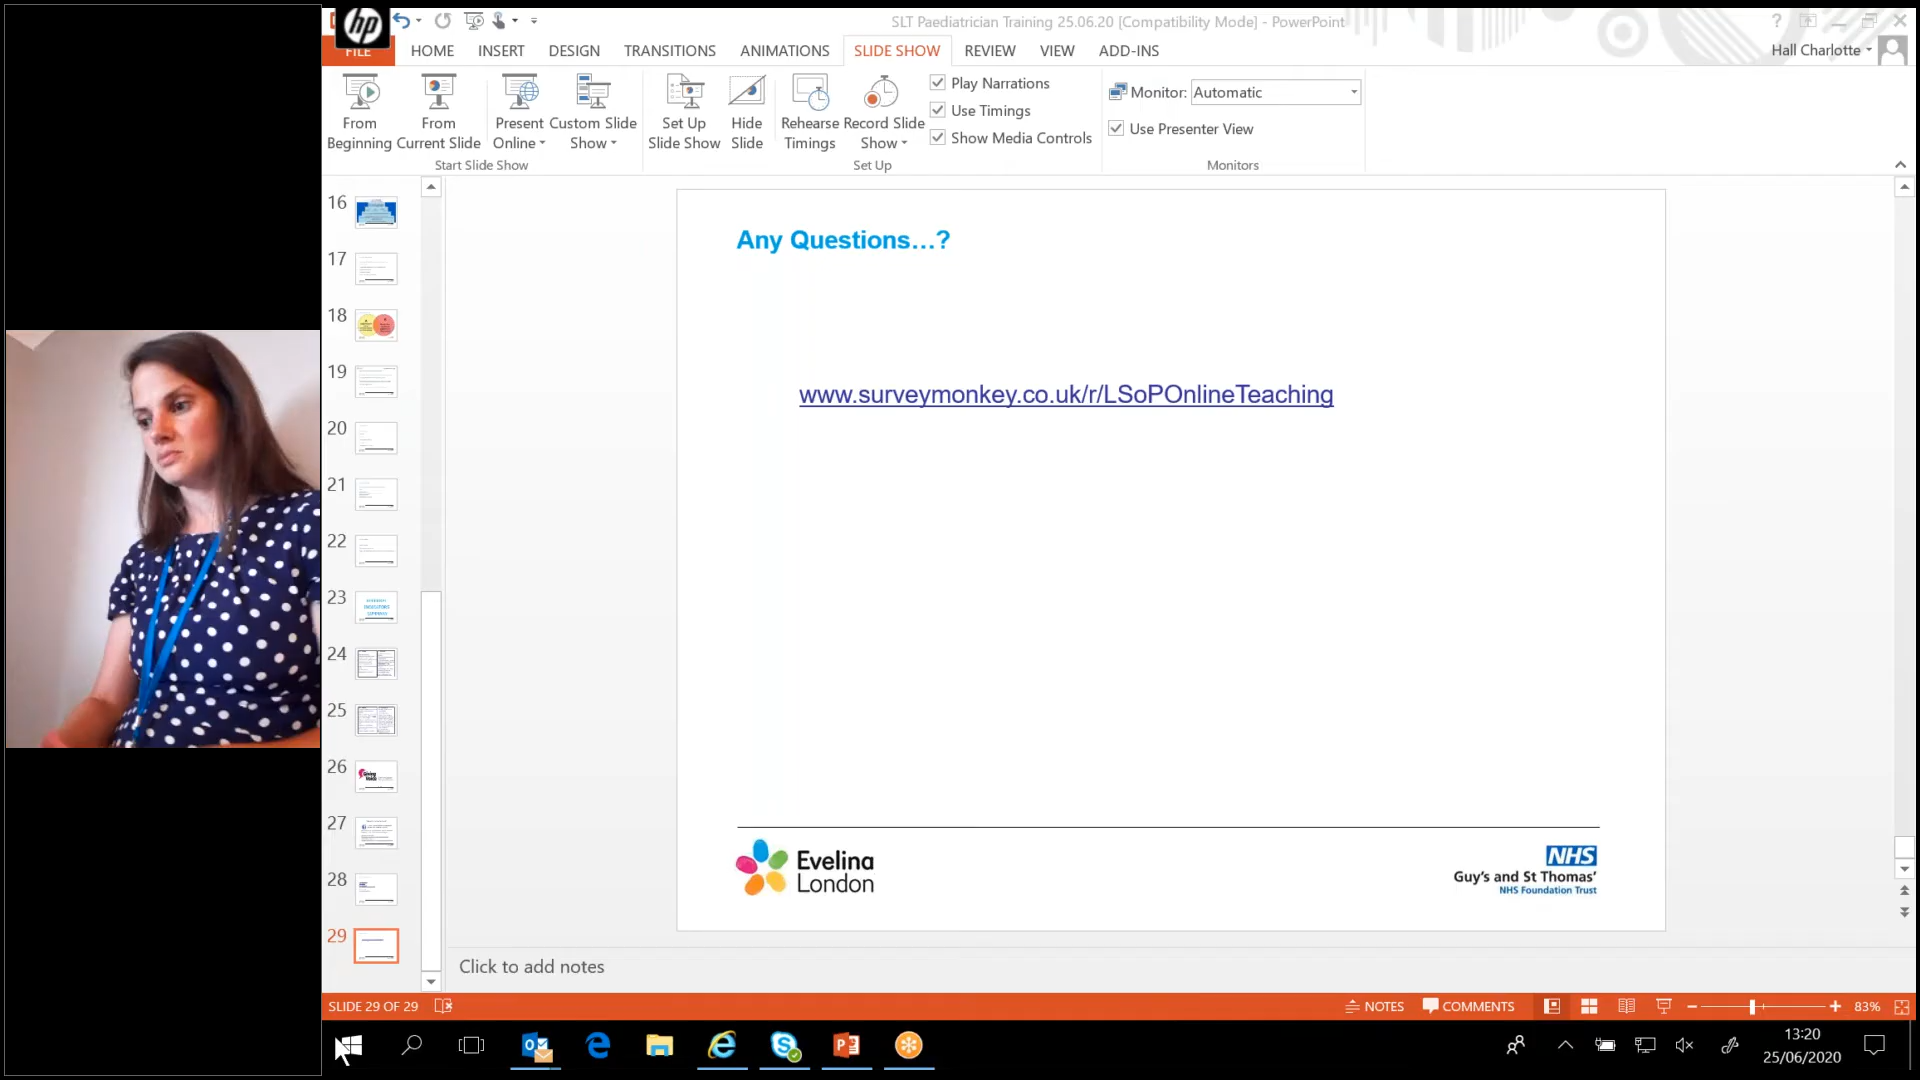 hp
SLT Paediatrician Training 25.06.20 [Compatibility Mode] - PowerPoint
FILE HOME INSERT DESIGN TRANSITIONS ANIMATIONS SLIDE SHOW REVIEW VIEW ADD-INS
Hall Charlotte
From Beginning
From Current Slide
Present Online
Custom Slide Show
Start Slide Show
Set Up Slide Show
Hide Slide
Rehearse Timings
Record Slide Show
Play Narrations
Use Timings
Show Media Controls
Set Up
Monitor: Automatic
Use Presenter View
Monitors
16
17
18
19
20
21
22
23
24
25
26
Giving Voice
27
28
29
Any Questions...?
www.surveymonkey.co.uk/r/LSoPOnlineTeaching
Evelina
London
NHS
Guy's and St Thomas'
NHS Foundation Trust
Click to add notes
SLIDE 29 OF 29
NOTES COMMENTS 83%
13:20
25/06/2020